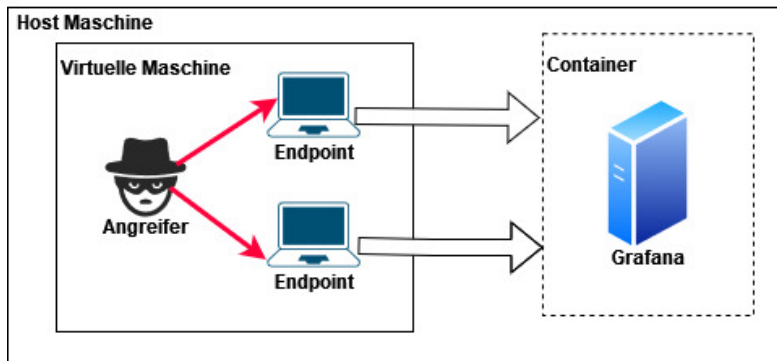 Host Maschine
Virtuelle Maschine
Container
Endpoint
Angreifer
Grafana
Endpoint